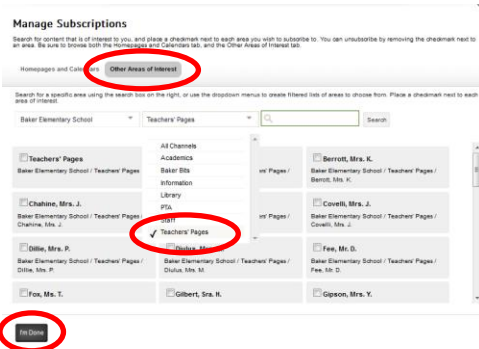 Manage Subscriptions
Search for content that is of interest to you, and place a checkmark next to each area you wish to subscribe to. You can unsubscribe by removing the checkmark next to
an area. Be sure to browse both the Homepages and Calendars tab, and the Other Areas of Interest tab.
Homepages and Calendars Other Areas of Interest
Search for a specific area using the search box on the right, or use the dropdown menus to create filtered lists of areas to choose from. Place a checkmark next to each
area of interest.
Baker Elementary School Teachers' Pages Search
All Channels
Academics
Baker Bits
Information
Library
PTA
Staff
✓ Teachers' Pages
Teachers' Pages Berrott, Mrs. K.
Baker Elementary School / Teachers' Pages Pages / Baker Elementary School / Teachers' Pages /
Berrott, Mrs. K.
Chahine, Mrs. J. Covelli, Mrs. J.
Baker Elementary School / Teachers' Pages / Pages / Baker Elementary School / Teachers' Pages /
Chahine, Mrs. J. Covelli, Mrs. J.
Dillie, Mrs. P. Diulus, Fee, Mr. D.
Baker Elementary School / Teachers' Pages / Baker Elementary School / Teachers' Pages / Baker Elementary School / Teachers' Pages /
Dillie, Mrs. P. Diulus, Mrs. M. Fee, Mr. D.
Fox, Ms. T. Gilbert, Sra. H. Gipson, Mrs. Y.
I'm Done